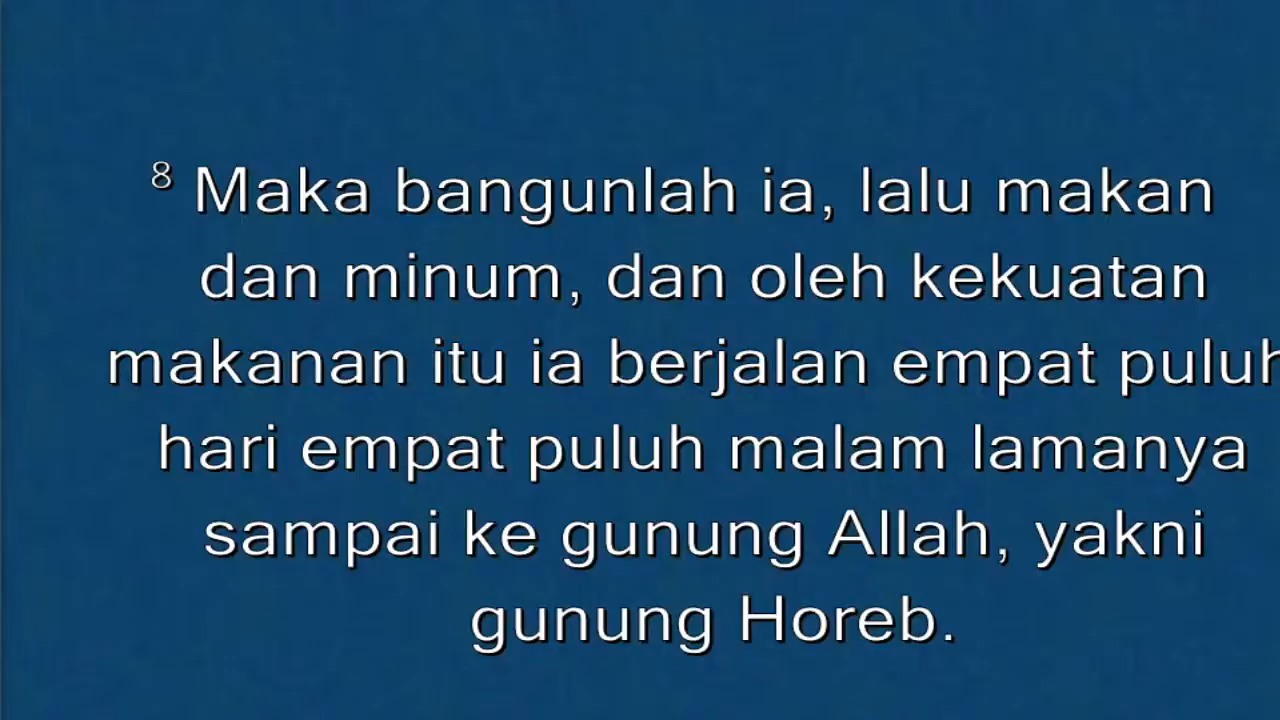 8 Maka bangunlah ia, lalu makan
dan minum, dan oleh kekuatan
makanan itu ia berjalan empat puluh
hari empat puluh malam lamanya
sampai ke gunung Allah, yakni
gunung Horeb.